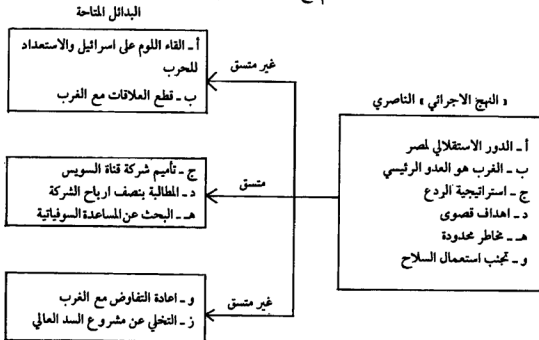 البدائل المتاحة
أ - القاء اللوم على اسرائيل والاستعداد
للحرب
ب - قطع العلاقات مع الغرب
غير متسق
« النهج الاجرائي » الناصري
أ - الدور الاستقلالي لمصر
ب - الغرب هو العدو الرئيسي
ج - استراتيجية الردع
د - اهداف قصوى
هـ - مخاطر محدودة
و - تجنب استعمال السلاح
متسق
ج - تأميم شركة قناة السويس
د - المطالبة بنصف ارباح الشركة
هـ - البحث عن المساعدة السوفياتية
غير متسق
و - اعادة التفاوض مع الغرب
ز - التخلي عن مشروع السد العالي